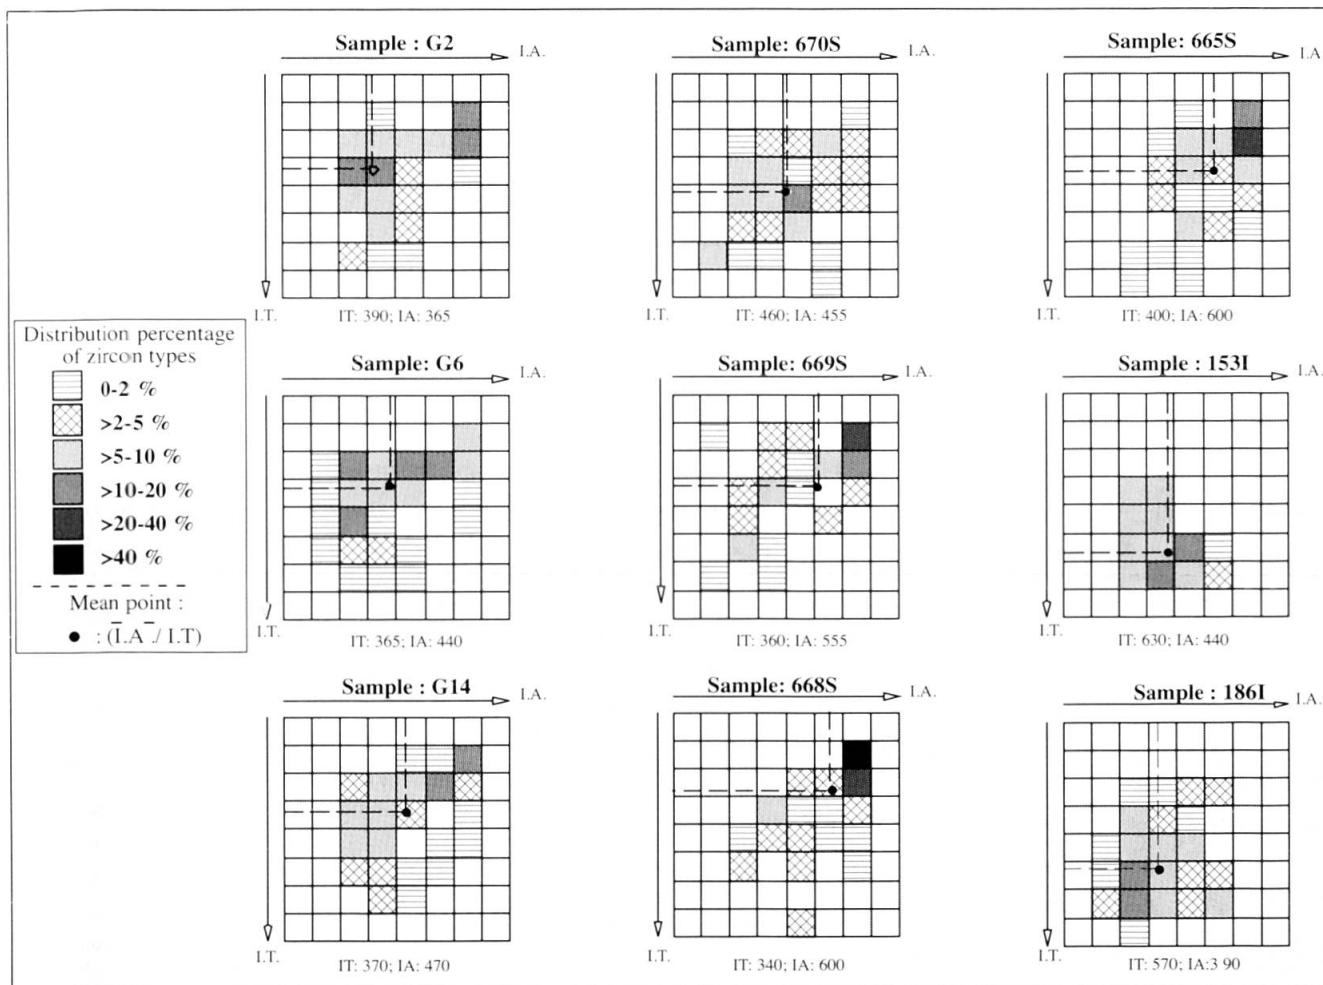 Sample : G2
I.A.
I.T.
IT: 390; IA: 365
Sample: 670S
I.A.
I.T.
IT: 460; IA: 455
Sample: 665S
I.A
I.T.
IT: 400; IA: 600
Distribution percentage
of zircon types
0-2 %
>2-5 %
>5-10 %
>10-20 %
>20-40 %
>40 %
Mean point :
: (I.A / I.T)
Sample: G6
I.A.
I.T.
IT: 365; IA: 440
Sample: 669S
I.A.
I.T.
IT: 360; IA: 555
Sample : 153I
I.A.
I.T.
IT: 630; IA: 440
Sample : G14
I.A.
I.T.
IT: 370; IA: 470
Sample: 668S
I.A.
I.T.
IT: 340; IA: 600
Sample : 186I
I.A.
I.T.
IT: 570; IA:3 90